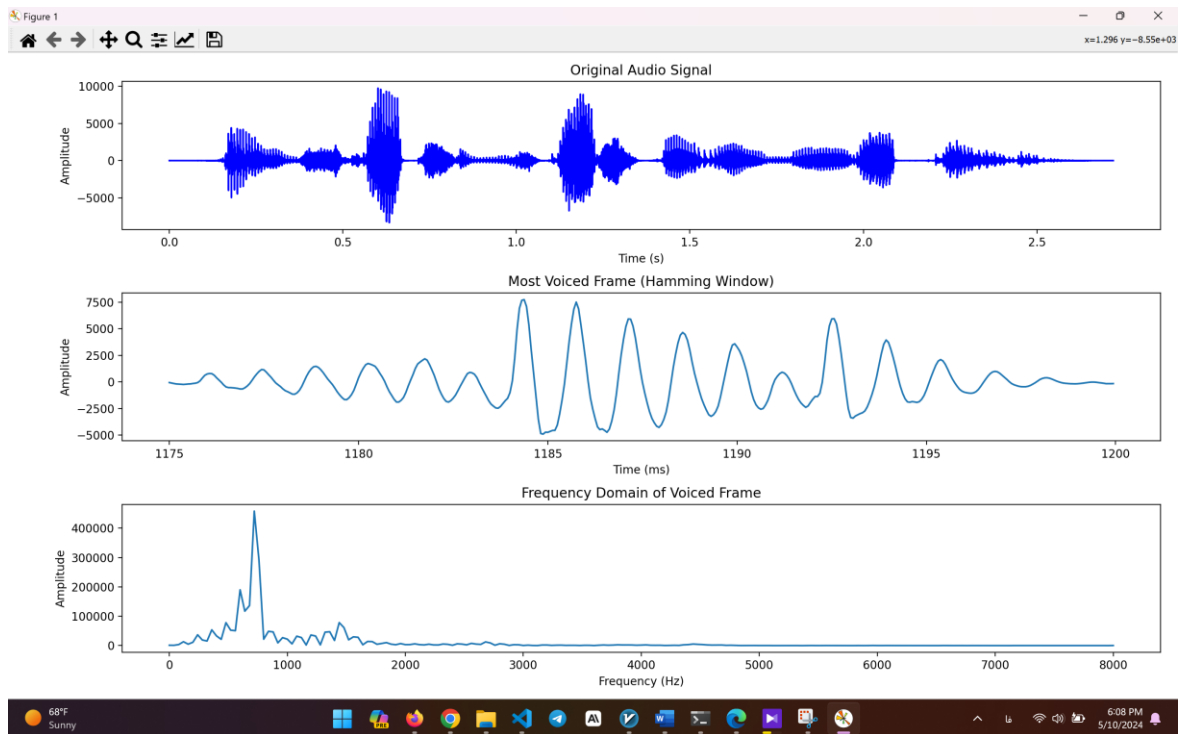 Figure 1
x=1.296 y=−8.55e+03
Original Audio Signal
10000
5000
0
−5000
Amplitude
0.0 0.5 1.0 1.5 2.0 2.5
Time (s)
Most Voiced Frame (Hamming Window)
7500
5000
2500
0
−2500
−5000
Amplitude
1175 1180 1185 1190 1195 1200
Time (ms)
Frequency Domain of Voiced Frame
400000
300000
200000
100000
0
Amplitude
0 1000 2000 3000 4000 5000 6000 7000 8000
Frequency (Hz)
68°F
Sunny
PRE
فا
6:08 PM
5/10/2024